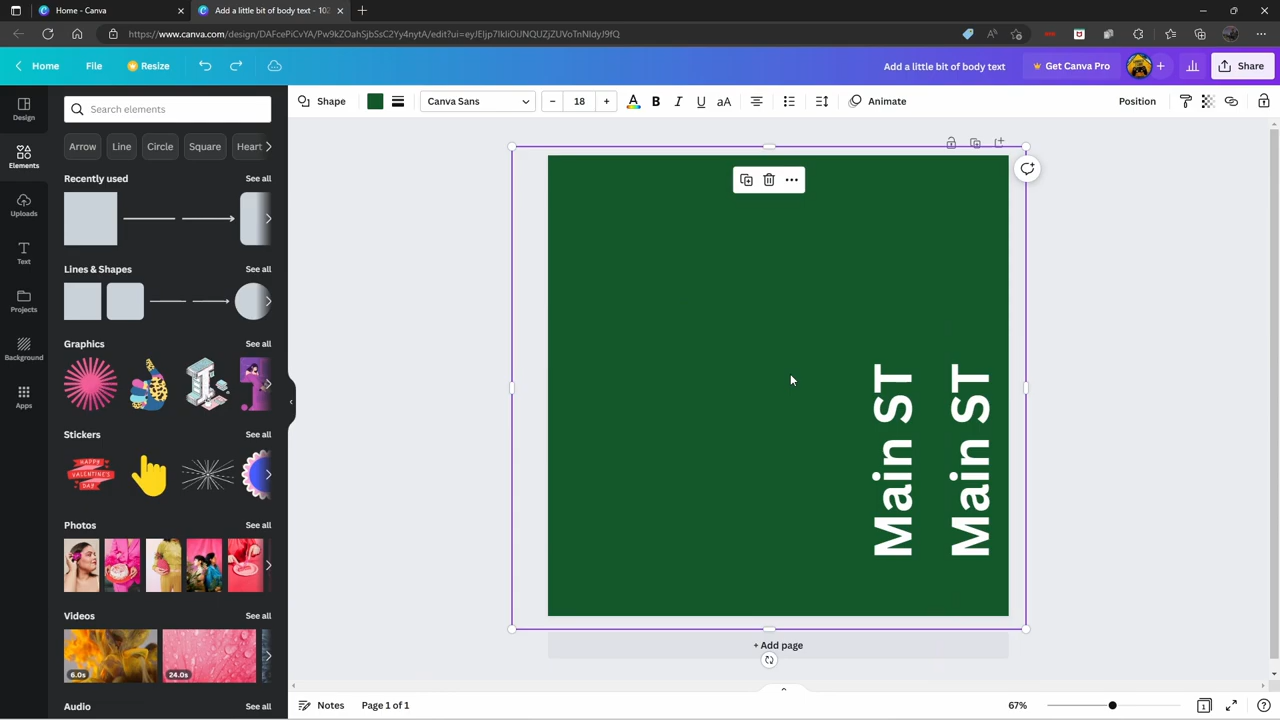 Home - Canva
Add a little bit of body text - 102
https://www.canva.com/design/DAFcePiCvYA/Pw9kZOahSjbSsC2Yy4nytA/edit?ui=eyJEIjp7IkIiOiJNQUZjZUVoTnNIdyJ9fQ
Home
File
Resize
Add a little bit of body text
Get Canva Pro
Share
Design
Elements
Uploads
Text
Projects
Background
Apps
Search elements
Arrow
Line
Circle
Square
Heart
Recently used
See all
Lines & Shapes
See all
Graphics
See all
Stickers
See all
HAPPY
VALENTINE'S
DAY
Photos
See all
Videos
See all
6.0s
24.0s
Audio
Shape
Canva Sans
18
A
B
I
U
aA
Animate
Position
Main ST
Main ST
+ Add page
Notes
Page 1 of 1
67%
1